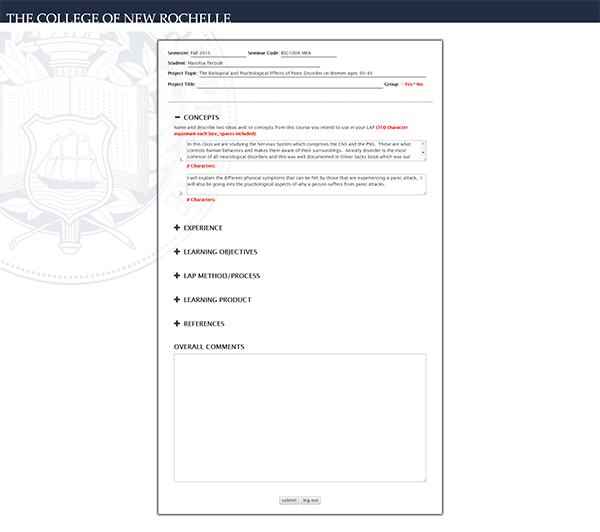 THE COLLEGE OF NEW ROCHELLE
Semester: Fall 2015 Seminar Code: BSC100A MEA
Student: Marylisa Terzulli
Project Topic: The Biological and Psychological Effects of Panic Disorder on Women ages 30-45
Project Title: Group: Yes* No
CONCEPTS
Name and describe two ideas and/or concepts from this course you intend to use in your LAP (350 character
maximum each box, spaces included)
In this class we are studying the Nervous System which comprises the CNS and the PNS. These are what
controls human behaviors and makes them aware of their surroundings. Anxiety disorder is the most
1. common of all neurological disorders and this was well documented in Oliver Sacks book which was our
# Characters:
I will explain the different physical symptoms that can be felt by those that are experiencing a panic attack. I
will also be going into the psychological aspects of why a person suffers from panic attacks.
2.
# Characters:
EXPERIENCE
LEARNING OBJECTIVES
LAP METHOD/PROCESS
LEARNING PRODUCT
REFERENCES
OVERALL COMMENTS
submit log out